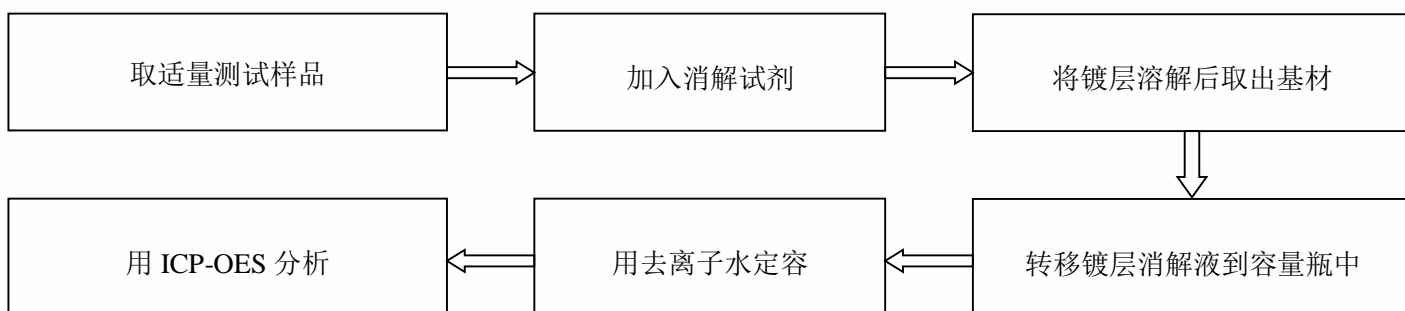 取适量测试样品
加入消解试剂
将镀层溶解后取出基材
转移镀层消解液到容量瓶中
用去离子水定容
用 ICP-OES 分析